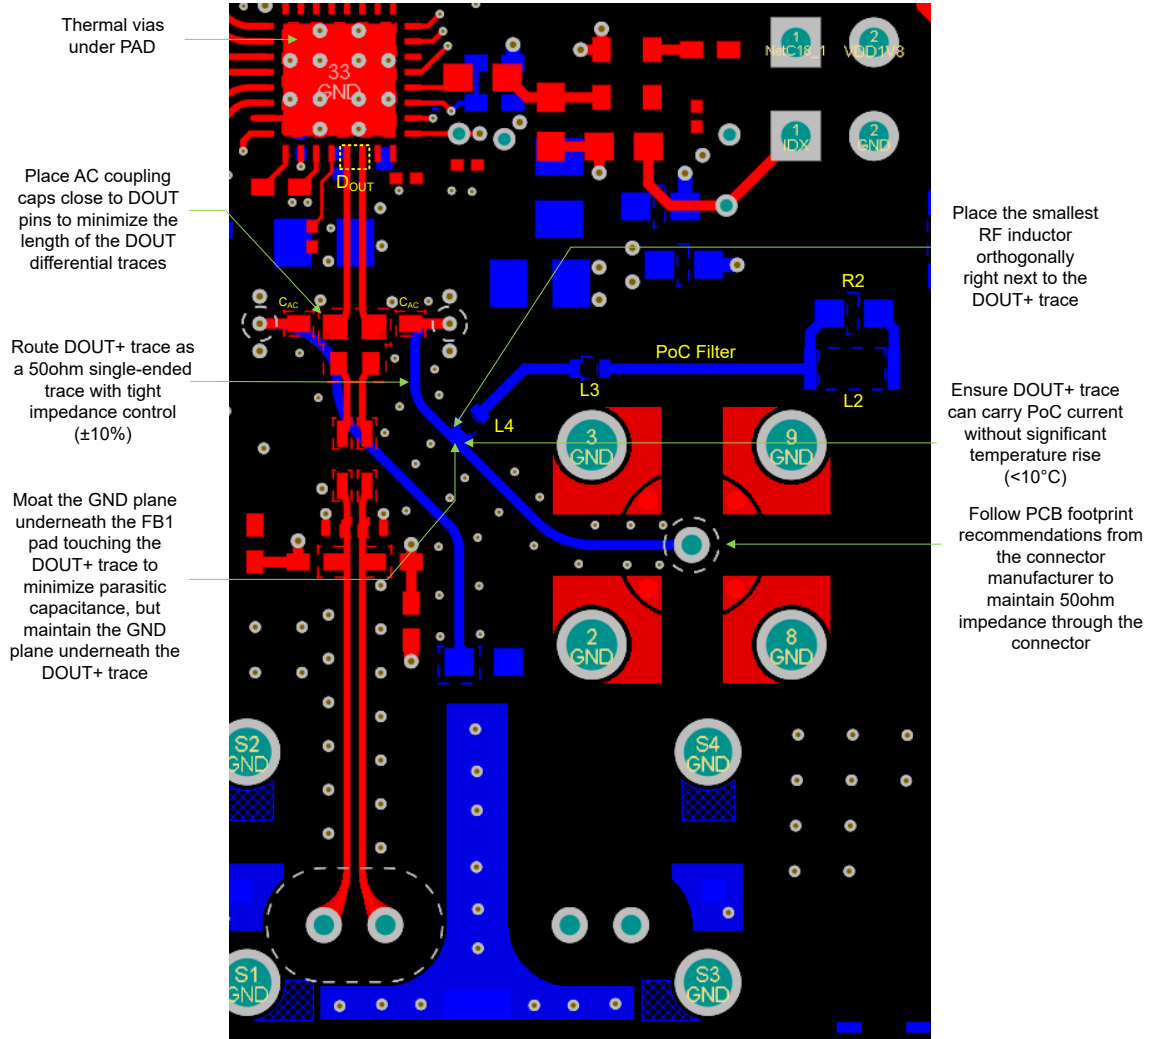 Thermal vias
under PAD
Place AC coupling
caps close to DOUT
pins to minimize the
length of the DOUT
differential traces
Route DOUT+ trace as
a 50ohm single-ended
trace with tight
impedance control
(±10%)
Moat the GND plane
underneath the FB1
pad touching the
DOUT+ trace to
minimize parasitic
capacitance, but
maintain the GND
plane underneath the
DOUT+ trace
33
GND
DOUT
CAC
CAC
1
NetC18_1
2
VDD1V8
1
IDX
2
GND
R2
PoC Filter
L3
L2
L4
3
GND
9
GND
2
GND
8
GND
S2
GND
S4
GND
S1
GND
S3
GND
Place the smallest
RF inductor
orthogonally
right next to the
DOUT+ trace
Ensure DOUT+ trace
can carry PoC current
without significant
temperature rise
(<10°C)
Follow PCB footprint
recommendations from
the connector
manufacturer to
maintain 50ohm
impedance through the
connector